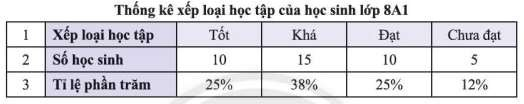 Thống kê xếp loại học tập của học sinh lớp 8A1
1 Xếp loại học tập Tốt Khá Đạt Chưa đạt
2 Số học sinh 10 15 10 5
3 Tỉ lệ phần trăm 25% 38% 25% 12%